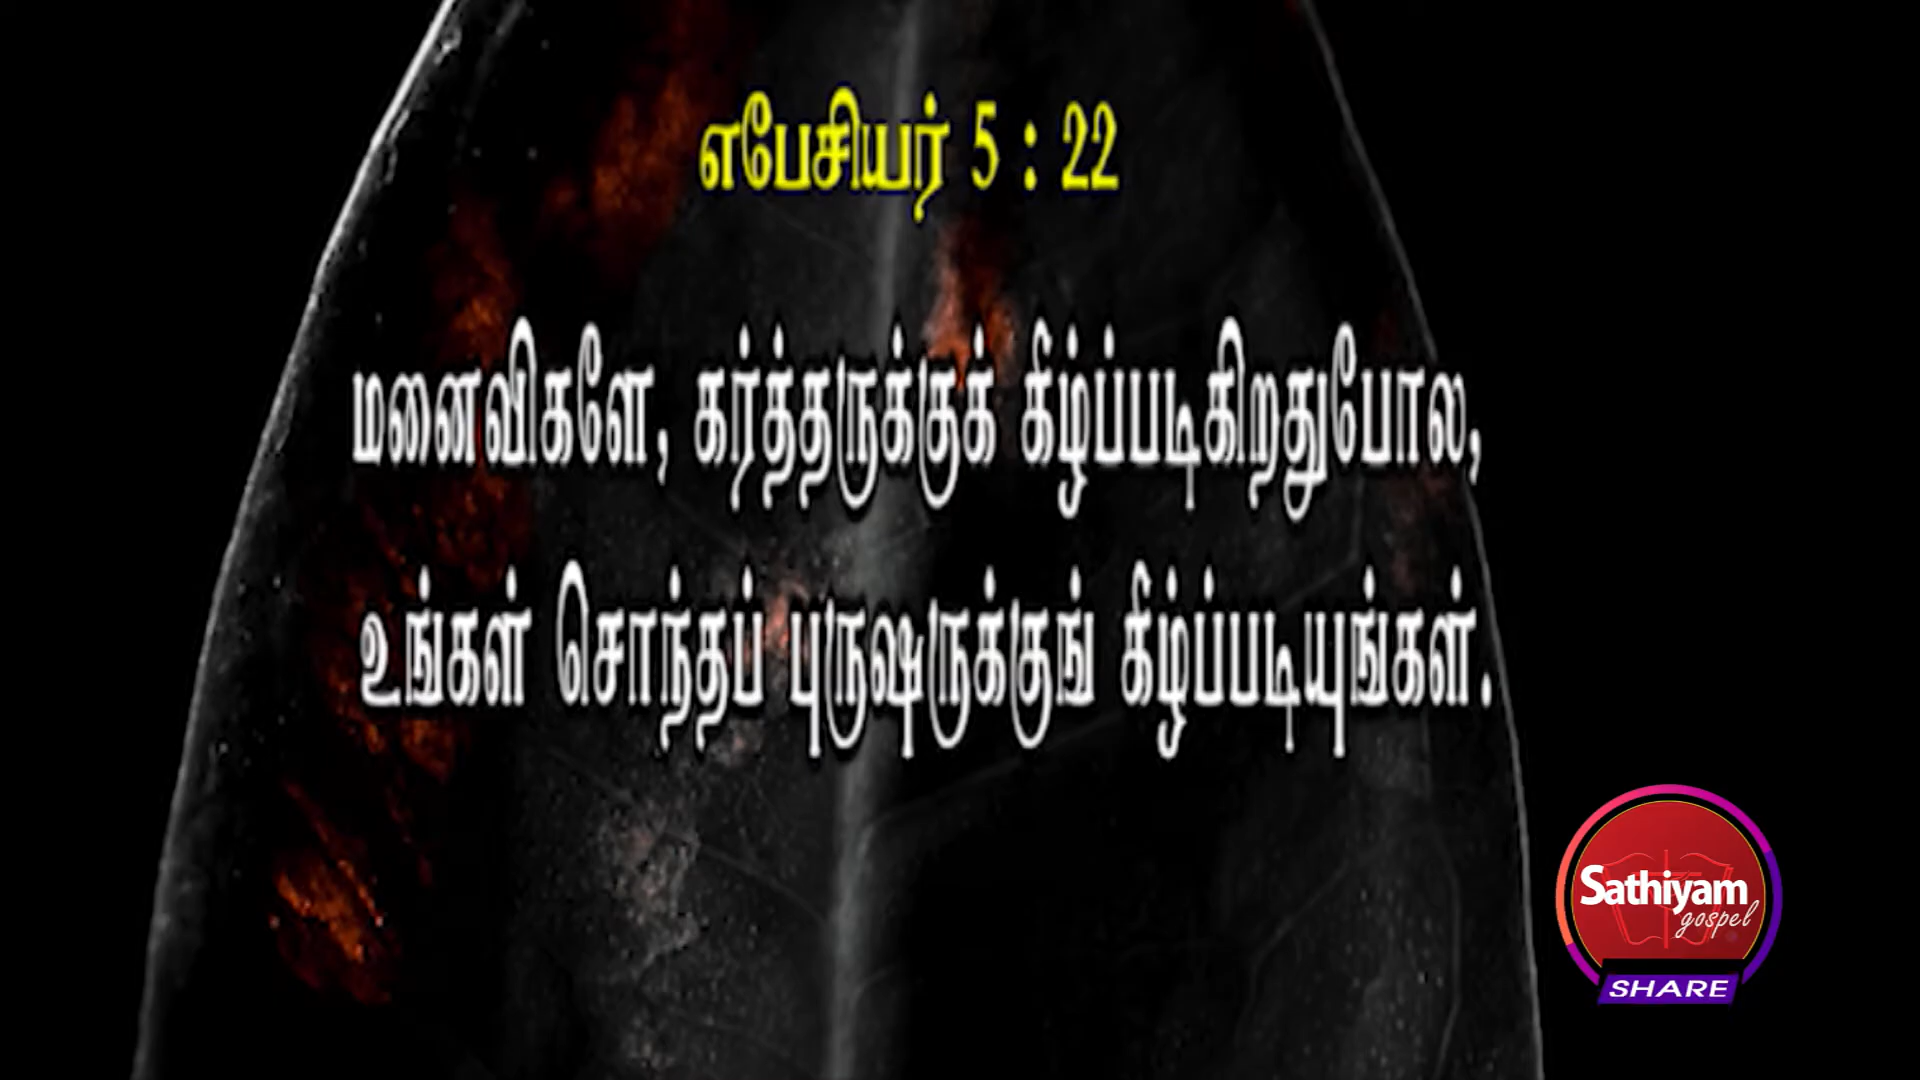 எபேசியர் 5 : 22
மனைவிகளே, கர்த்தருக்குக் கீழ்ப்படிகிறதுபோல,
உங்கள் சொந்தப் புருஷருக்குங் கீழ்ப்படியுங்கள்.
Sathiyam
gospel
SHARE